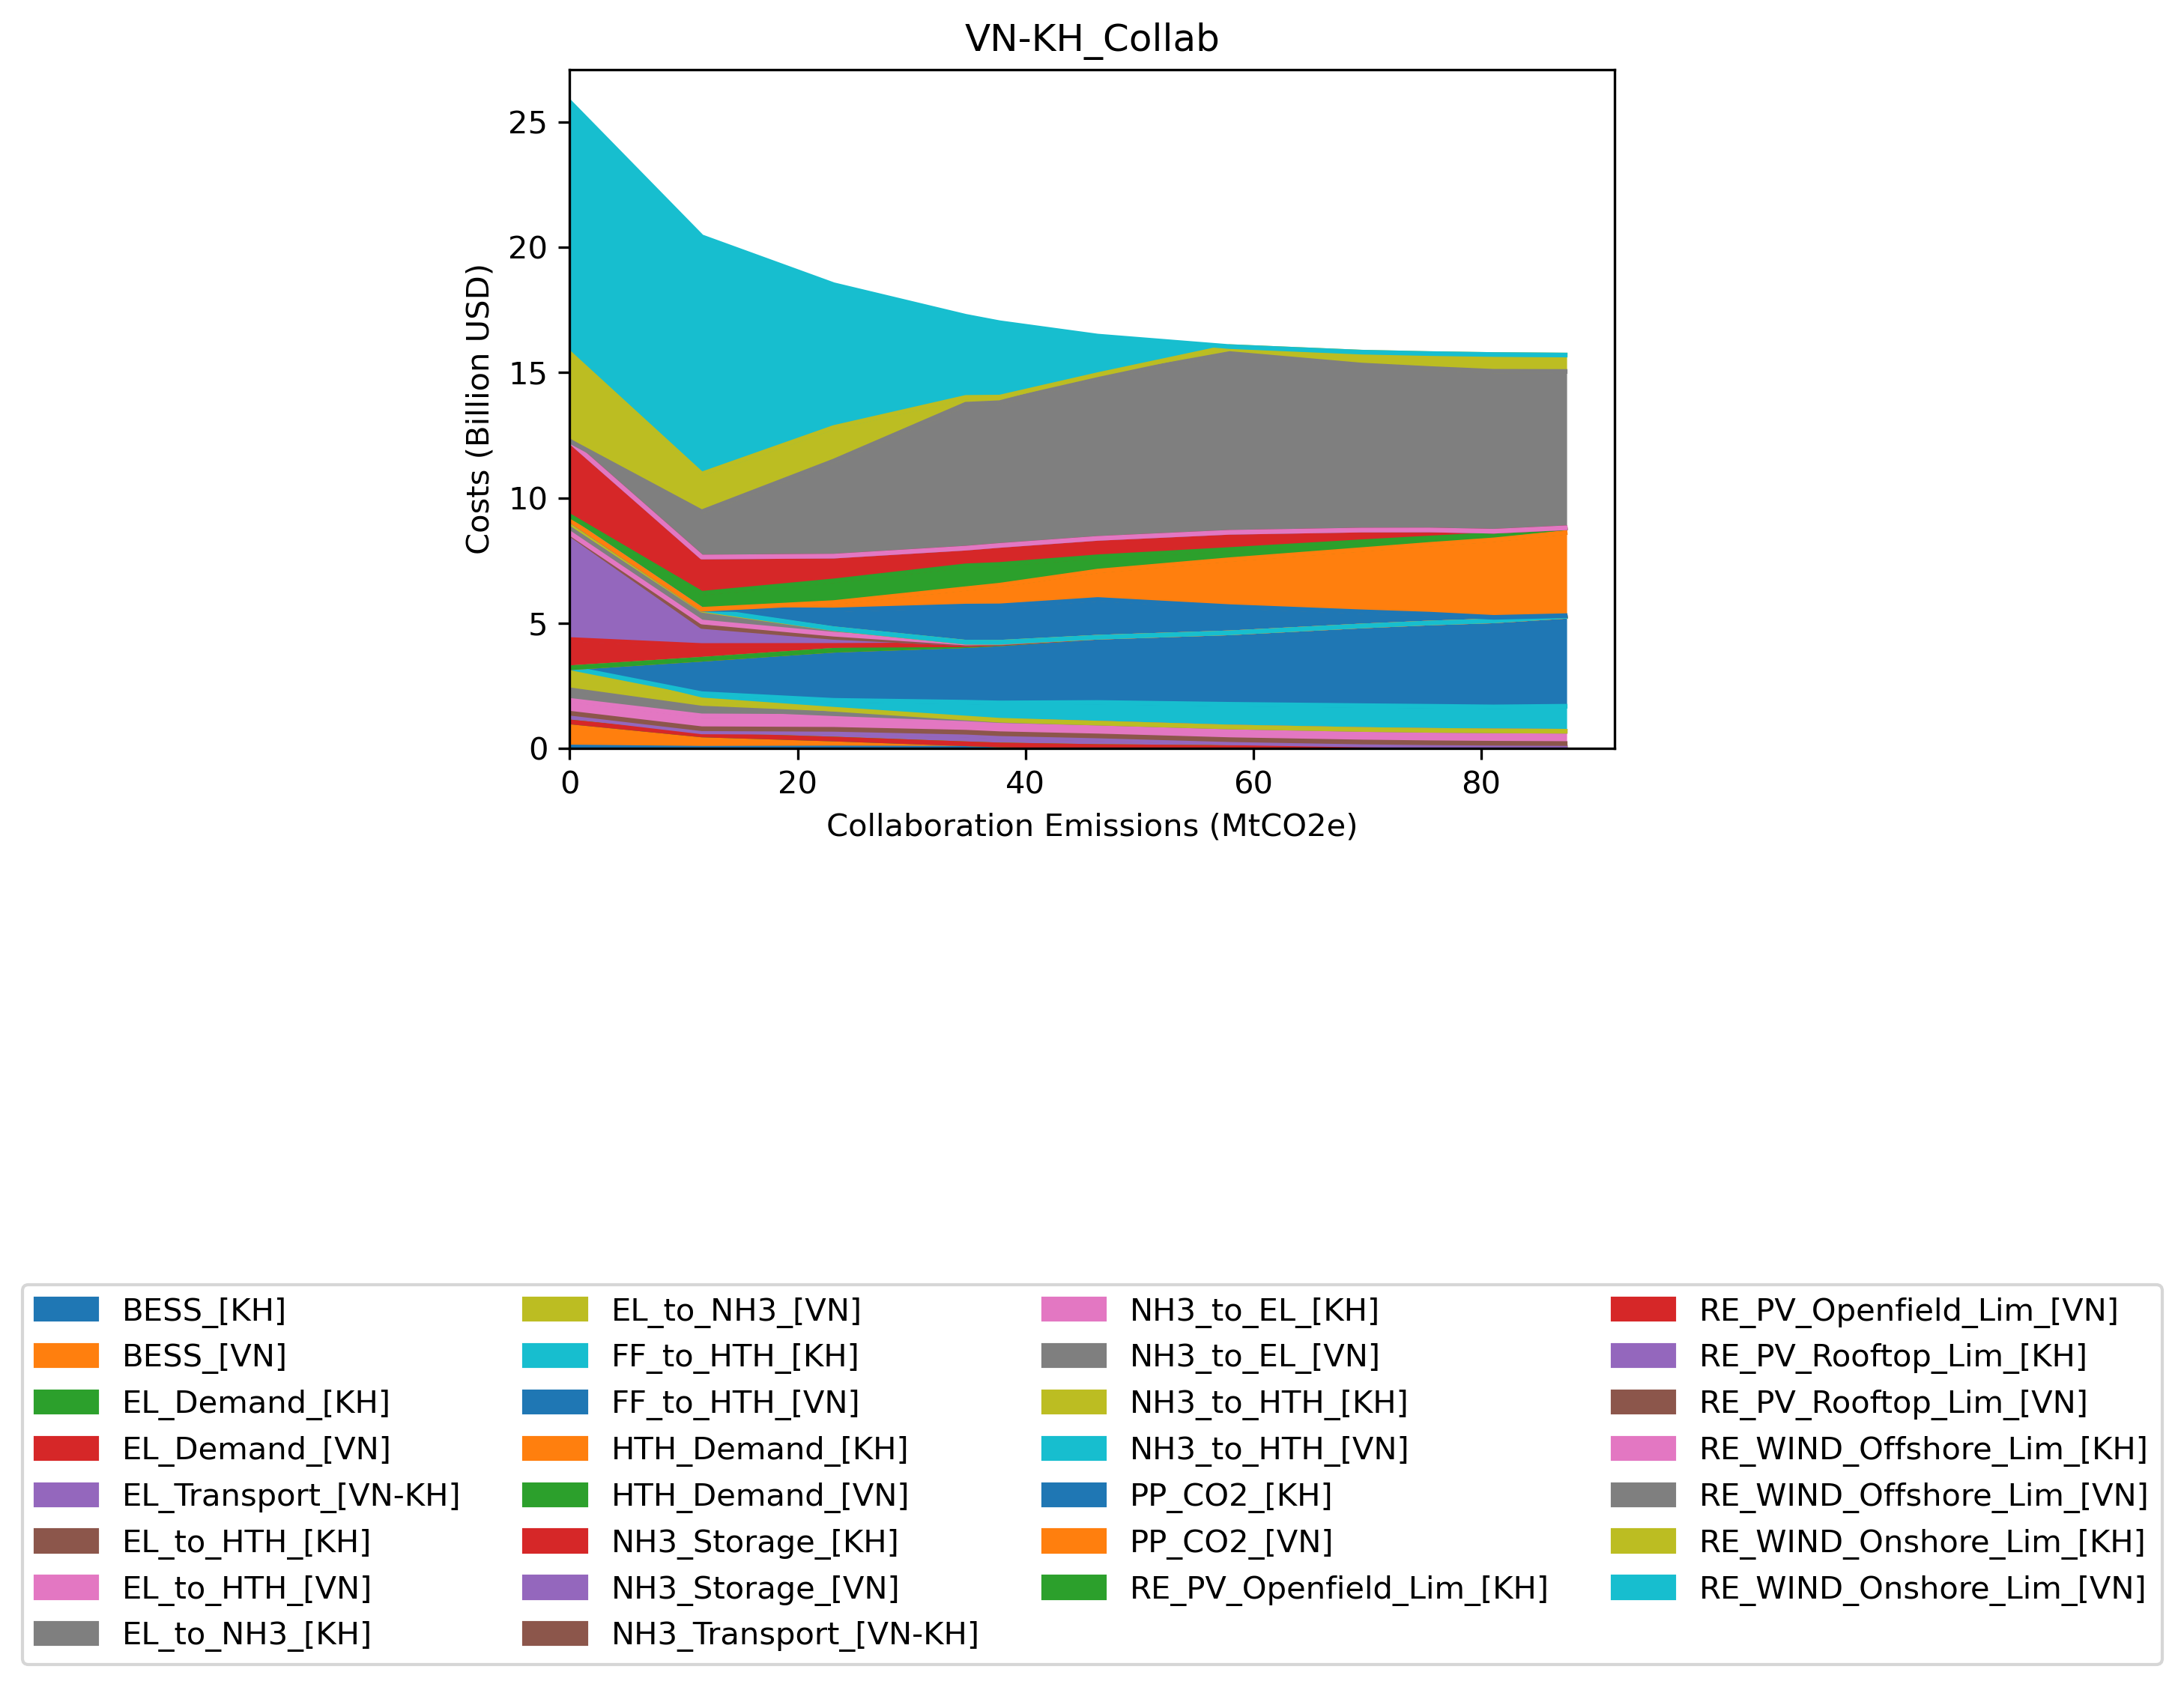 VN-KH_Collab
25
20
15
10
5
0
Costs (Billion USD)
0 20 40 60 80
Collaboration Emissions (MtCO2e)
BESS_[KH]
BESS_[VN]
EL_Demand_[KH]
EL_Demand_[VN]
EL_Transport_[VN-KH]
EL_to_HTH_[KH]
EL_to_HTH_[VN]
EL_to_NH3_[KH]
EL_to_NH3_[VN]
FF_to_HTH_[KH]
FF_to_HTH_[VN]
HTH_Demand_[KH]
HTH_Demand_[VN]
NH3_Storage_[KH]
NH3_Storage_[VN]
NH3_Transport_[VN-KH]
NH3_to_EL_[KH]
NH3_to_EL_[VN]
NH3_to_HTH_[KH]
NH3_to_HTH_[VN]
PP_CO2_[KH]
PP_CO2_[VN]
RE_PV_Openfield_Lim_[KH]
RE_PV_Openfield_Lim_[VN]
RE_PV_Rooftop_Lim_[KH]
RE_PV_Rooftop_Lim_[VN]
RE_WIND_Offshore_Lim_[KH]
RE_WIND_Offshore_Lim_[VN]
RE_WIND_Onshore_Lim_[KH]
RE_WIND_Onshore_Lim_[VN]